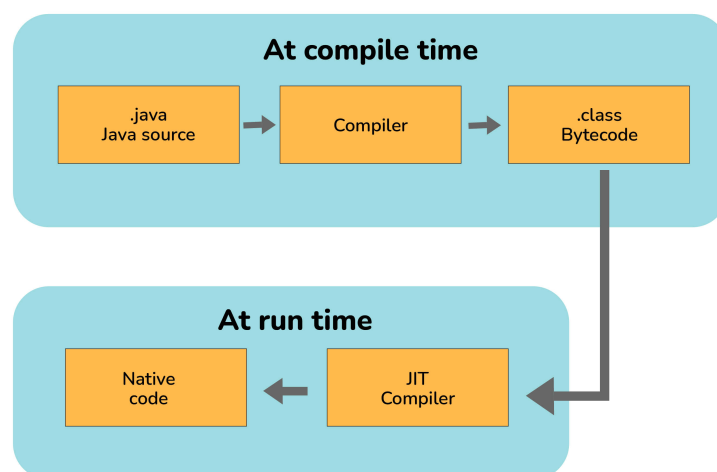 At compile time
.java
Java source
Compiler
.class
Bytecode
At run time
Native
code
JIT
Compiler